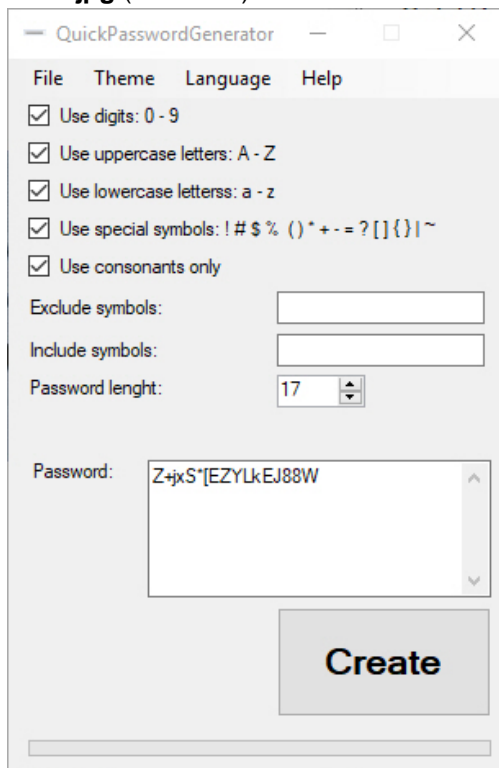 QuickPasswordGenerator
File Theme Language Help
Use digits: 0 - 9
Use uppercase letters: A - Z
Use lowercase letterss: a - z
Use special symbols: ! # $ % ( ) * + - = ? [ ] { } | ~
Use consonants only
Exclude symbols:
Include symbols:
Password lenght: 17
Password: Z+jxS*[EZYLkEJ88W
Create